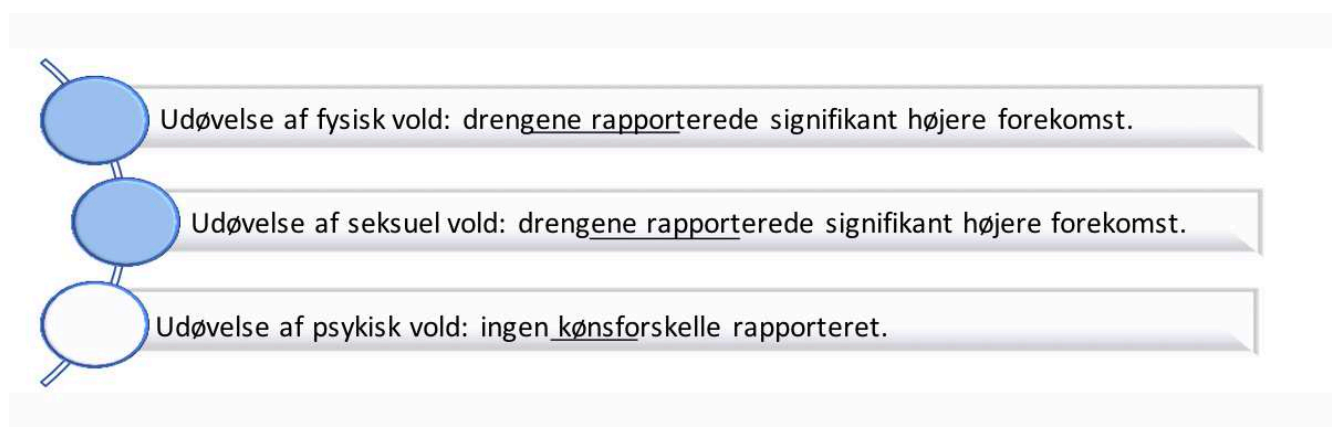 Udøvelse af fysisk vold: drengene rapporterede signifikant højere forekomst.
Udøvelse af seksuel vold: drengene rapporterede signifikant højere forekomst.
Udøvelse af psykisk vold: ingen kønsforskelle rapporteret.